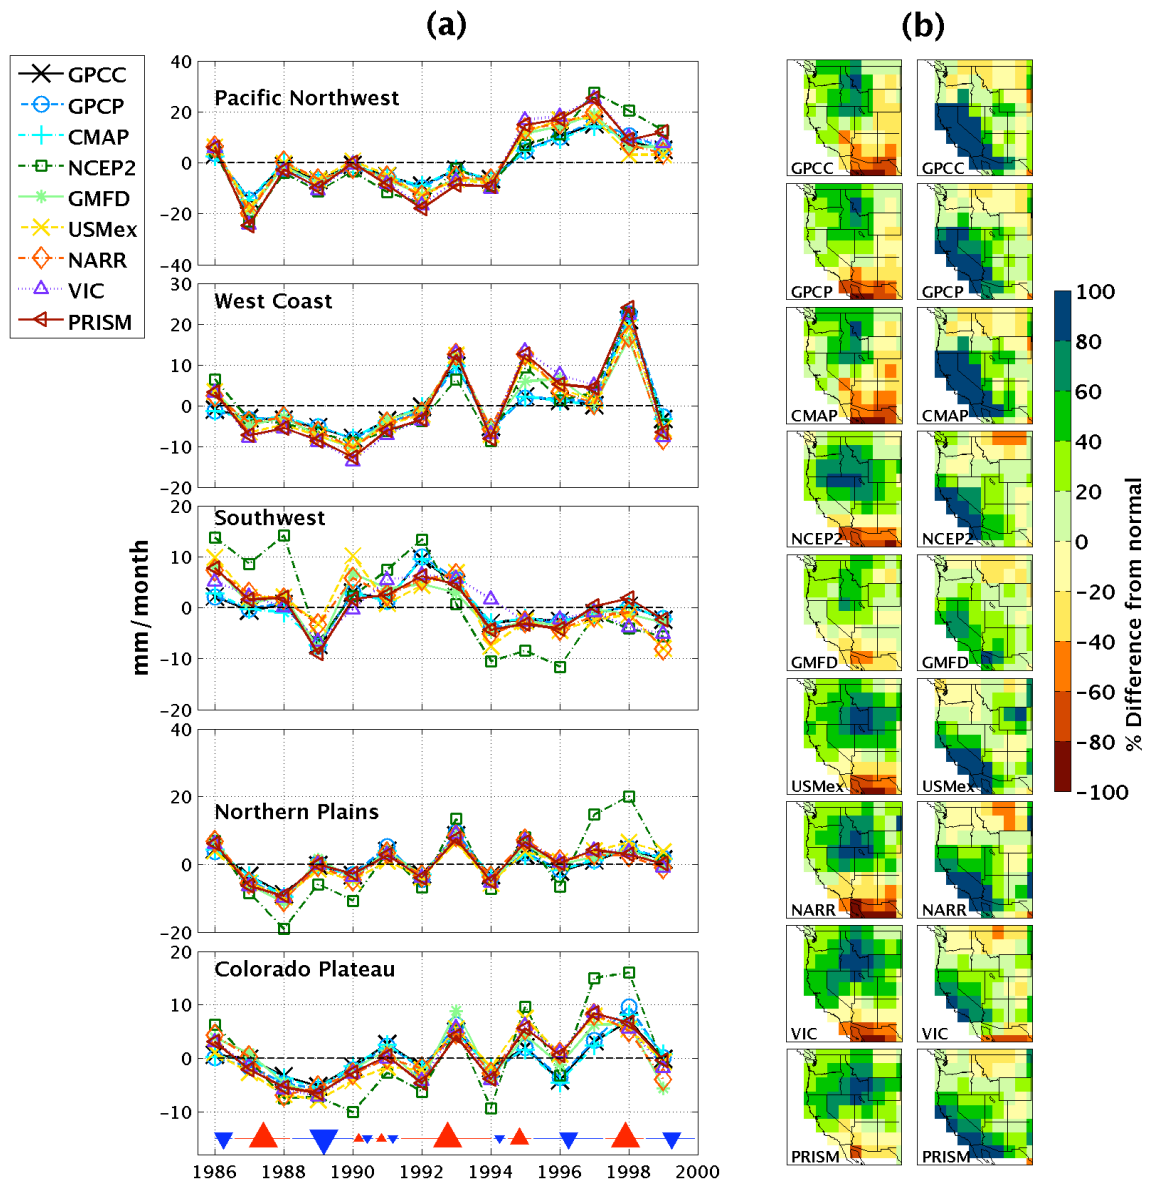 (a)
(b)
GPCC
GPCP
CMAP
NCEP2
GMFD
USMex
NARR
VIC
PRISM
mm/month
40
20
0
−20
−40
Pacific Northwest
30
20
10
0
−10
−20
West Coast
20
10
0
−10
−20
Southwest
40
20
0
−20
Northern Plains
20
10
0
−10
Colorado Plateau
1986
1988
1990
1992
1994
1996
1998
2000
GPCC
GPCC
GPCP
GPCP
CMAP
CMAP
NCEP2
NCEP2
GMFD
GMFD
USMex
USMex
NARR
NARR
VIC
VIC
PRISM
PRISM
100
80
60
40
20
0
−20
−40
−60
−80
−100
% Difference from normal